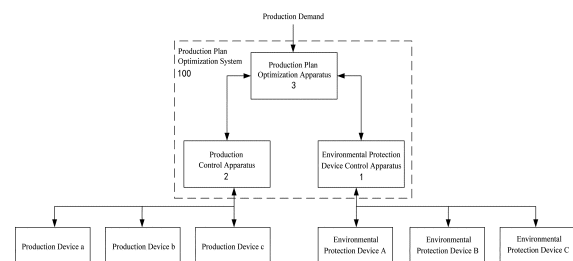 Production Demand
Production Plan
Optimization System
100
Production Plan
Optimization Apparatus
3
Production
Control Apparatus
2
Environmental Protection
Device Control Apparatus
1
Production Device a
Production Device b
Production Device c
Environmental
Protection Device A
Environmental
Protection Device B
Environmental
Protection Device C